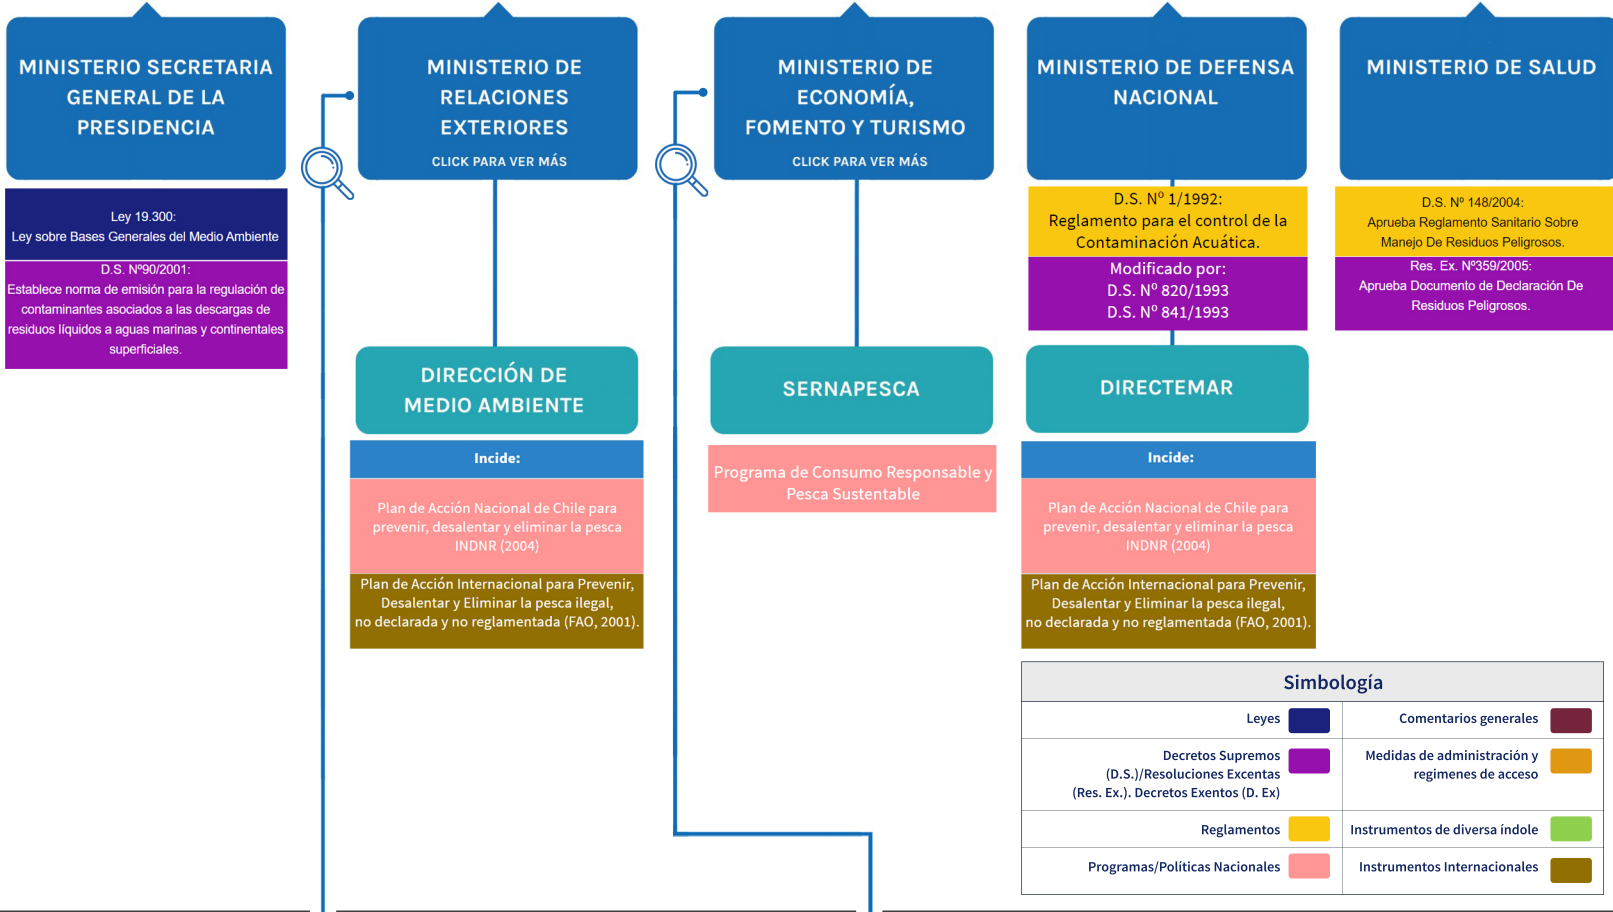 MINISTERIO SECRETARIA
GENERAL DE LA
PRESIDENCIA
Ley 19.300:
Ley sobre Bases Generales del Medio Ambiente
D.S. Nº90/2001:
Establece norma de emisión para la regulación de
contaminantes asociados a las descargas de
residuos líquidos a aguas marinas y continentales
superficiales.
MINISTERIO DE
RELACIONES
EXTERIORES
CLICK PARA VER MÁS
DIRECCIÓN DE
MEDIO AMBIENTE
Incide:
Plan de Acción Nacional de Chile para
prevenir, desalentar y eliminar la pesca
INDNR (2004)
Plan de Acción Internacional para Prevenir,
Desalentar y Eliminar la pesca ilegal,
no declarada y no reglamentada (FAO, 2001).
MINISTERIO DE
ECONOMÍA,
FOMENTO Y TURISMO
CLICK PARA VER MÁS
SERNAPESCA
Programa de Consumo Responsable y
Pesca Sustentable
MINISTERIO DE DEFENSA
NACIONAL
D.S. Nº 1/1992:
Reglamento para el control de la
Contaminación Acuática.
Modificado por:
D.S. Nº 820/1993
D.S. Nº 841/1993
DIRECTEMAR
Incide:
Plan de Acción Nacional de Chile para
prevenir, desalentar y eliminar la pesca
INDNR (2004)
Plan de Acción Internacional para Prevenir,
Desalentar y Eliminar la pesca ilegal,
no declarada y no reglamentada (FAO, 2001).
MINISTERIO DE SALUD
D.S. Nº 148/2004:
Aprueba Reglamento Sanitario Sobre
Manejo De Residuos Peligrosos.
Res. Ex. Nº359/2005:
Aprueba Documento de Declaración De
Residuos Peligrosos.
Simbología
Leyes
Comentarios generales
Decretos Supremos
(D.S.)/Resoluciones Excentas
(Res. Ex.). Decretos Exentos (D. Ex)
Medidas de administración y
regimenes de acceso
Reglamentos
Instrumentos de diversa índole
Programas/Políticas Nacionales
Instrumentos Internacionales